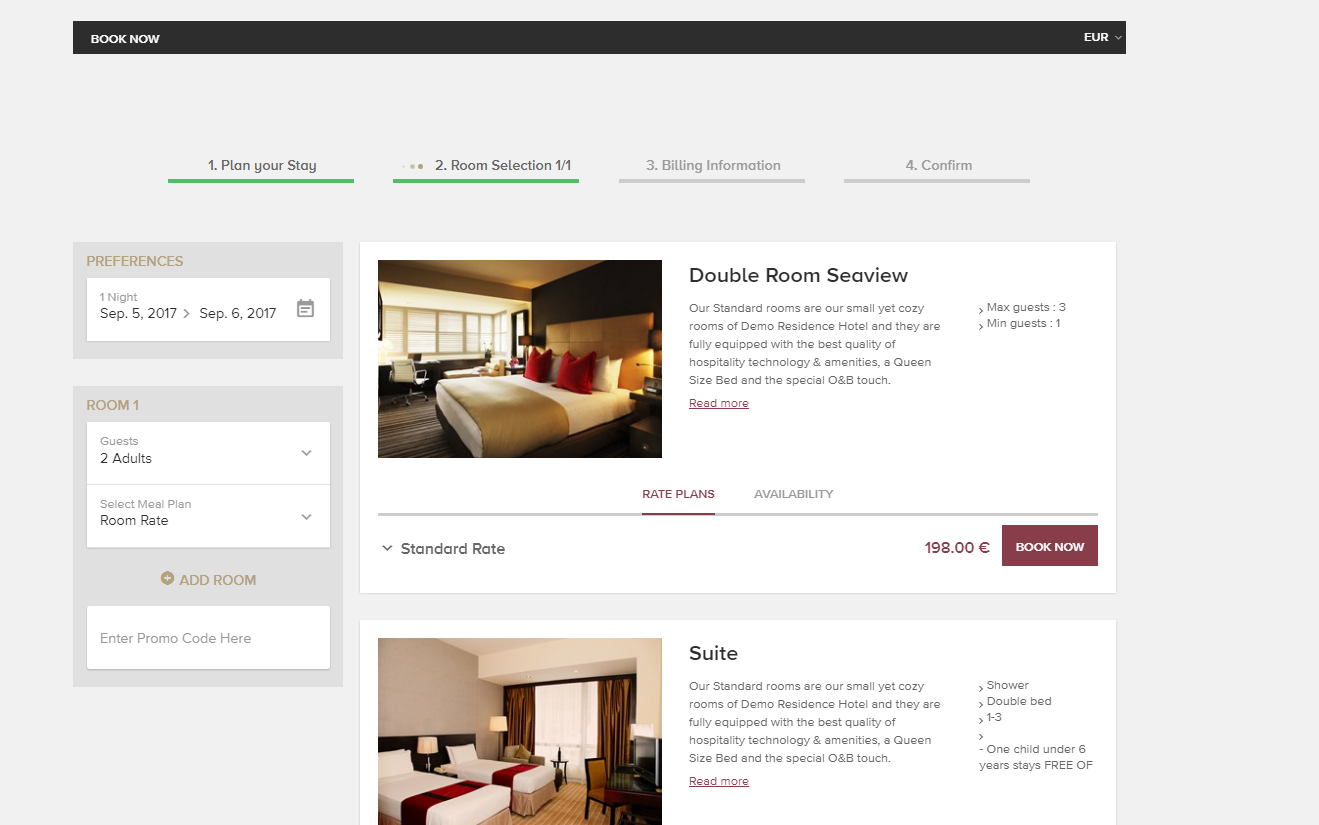 BOOK NOW
EUR
1. Plan your Stay
2. Room Selection 1/1
3. Billing Information
4. Confirm
PREFERENCES
1 Night
Sep. 5, 2017 > Sep. 6, 2017
ROOM 1
Guests
2 Adults
Select Meal Plan
Room Rate
ADD ROOM
Enter Promo Code Here
Double Room Seaview
Our Standard rooms are our small yet cozy
rooms of Demo Residence Hotel and they are
fully equipped with the best quality of
hospitality technology & amenities, a Queen
Size Bed and the special O&B touch.
Read more
Max guests : 3
Min guests : 1
RATE PLANS
AVAILABILITY
Standard Rate
198.00 €
BOOK NOW
Suite
Our Standard rooms are our small yet cozy
rooms of Demo Residence Hotel and they are
fully equipped with the best quality of
hospitality technology & amenities, a Queen
Size Bed and the special O&B touch.
Read more
Shower
Double bed
1-3
- One child under 6
years stays FREE OF